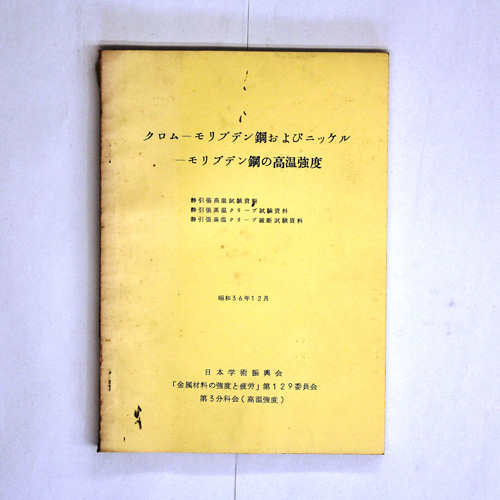 クロム―モリブデン鋼およびニッケル
―モリブデン鋼の高温強度
静引張高温試験資料
静引張高温クリープ試験資料
静引張高温クリープ破断試験資料
昭和36年12月
日本学術振興会
「金属材料の強度と疲労」第129委員会
第3分科会(高温強度)